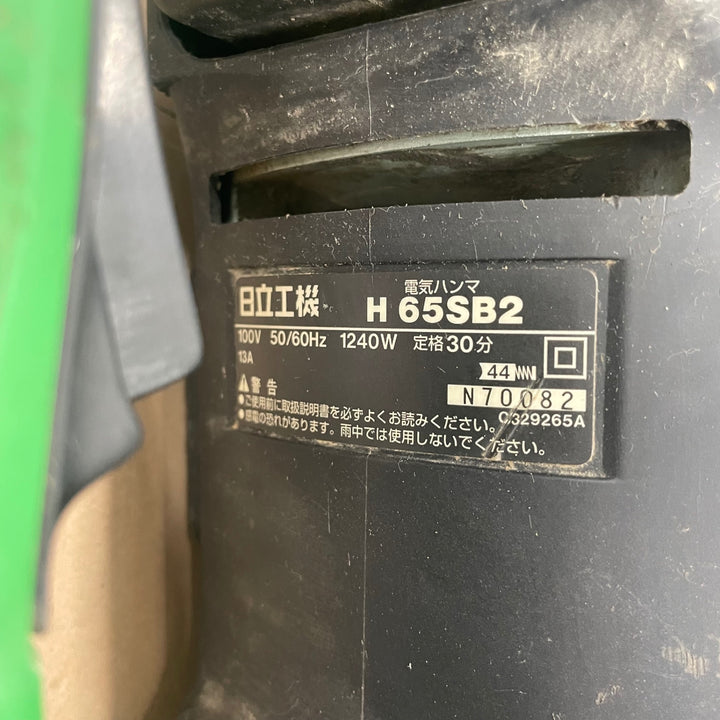 電気ハンマ
日立工機 H 65SB2
100V 50/60Hz 1240W 定格30分
13A
44
警告 N70082
●ご使用前に取扱説明書を必ずよくお読みください。 C329265A
●感電の恐れがあります。雨中では使用しないでください。